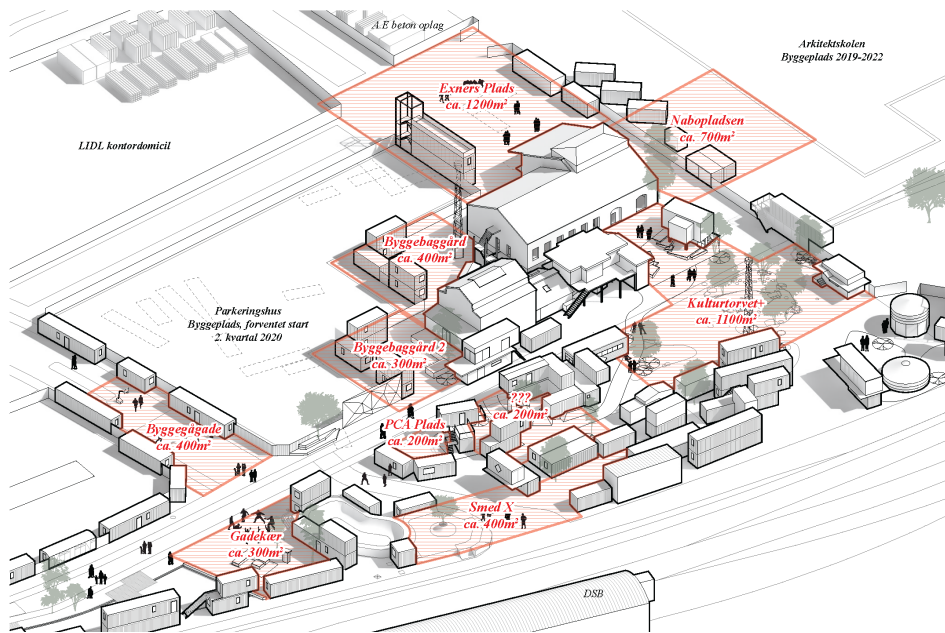 A.E beton oplag
Arkitektskolen
Byggeplads 2019-2022
Exners Plads
ca. 1200m²
Nabopladsen
ca. 700m²
LIDL kontordomicil
Byggebaggård
ca. 400m²
Kulturtorvet+
ca. 1100m²
Parkeringshus
Byggeplads, forventet start
2. kvartal 2020
Byggebaggård 2
ca. 300m²
???
ca. 200m²
PCA Plads
ca. 200m²
Byggegågade
ca. 400m²
Smed X
ca. 400m²
Gadekær
ca. 300m²
DSB